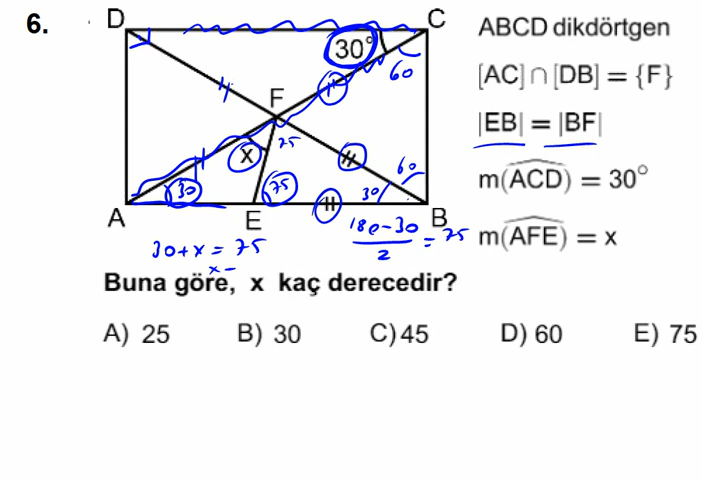 6.
D
C
30°
60
F
25
X
60
30
75
30
A
E
B
30+x = 75
x =
180-30
2
= 75
ABCD dikdörtgen
[AC] ∩ [DB] = {F}
|EB| = |BF|
m(ACD) = 30°
m(AFE) = x
Buna göre, x kaç derecedir?
A) 25 B) 30 C) 45 D) 60 E) 75